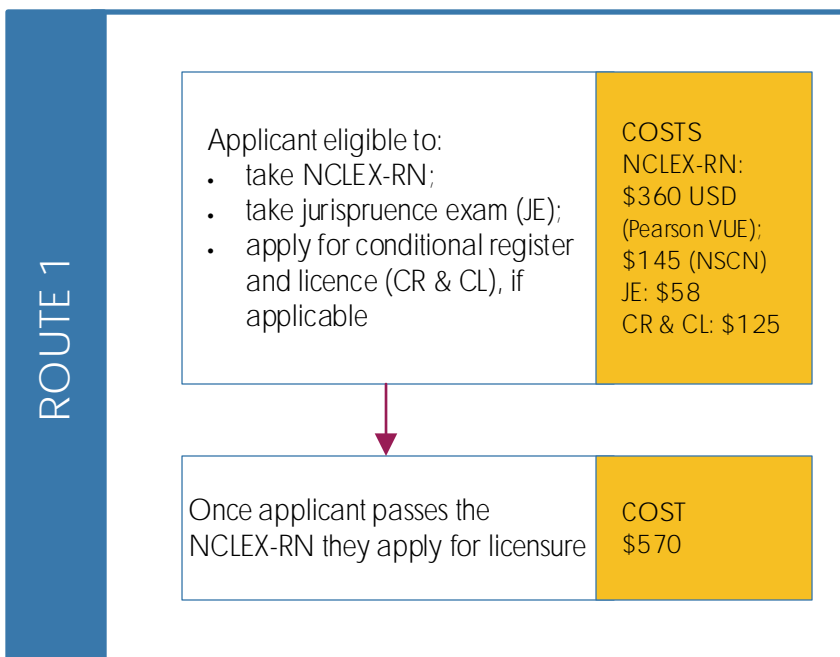 ROUTE 1
Applicant eligible to:
• take NCLEX-RN;
• take jurispruence exam (JE);
• apply for conditional register
and licence (CR & CL), if
applicable
COSTS
NCLEX-RN:
$360 USD
(Pearson VUE);
$145 (NSCN)
JE: $58
CR & CL: $125
Once applicant passes the
NCLEX-RN they apply for licensure
COST
$570